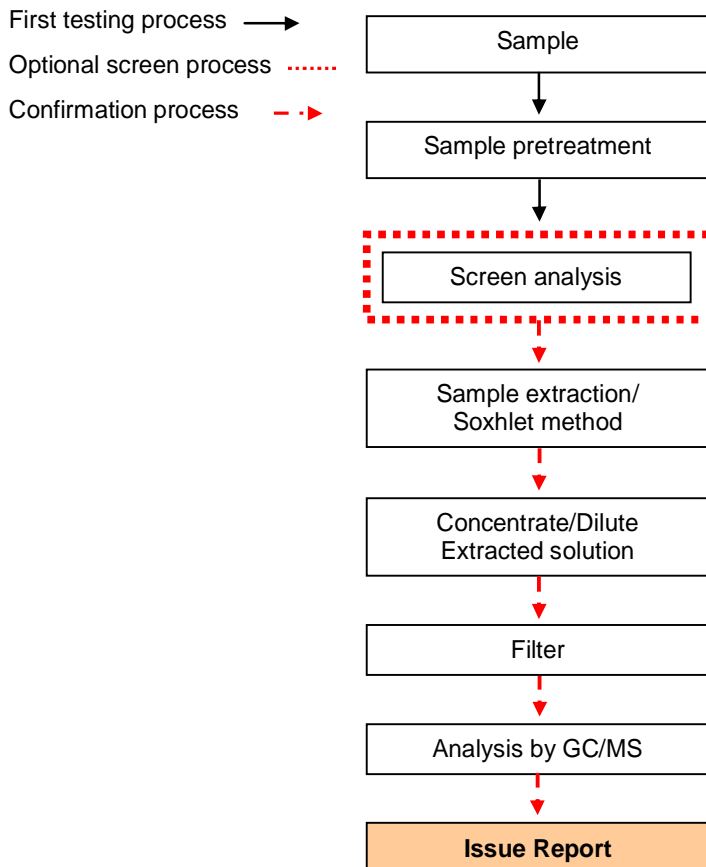 First testing process
Optional screen process
Confirmation process
Sample
Sample pretreatment
Screen analysis
Sample extraction/
Soxhlet method
Concentrate/Dilute
Extracted solution
Filter
Analysis by GC/MS
Issue Report